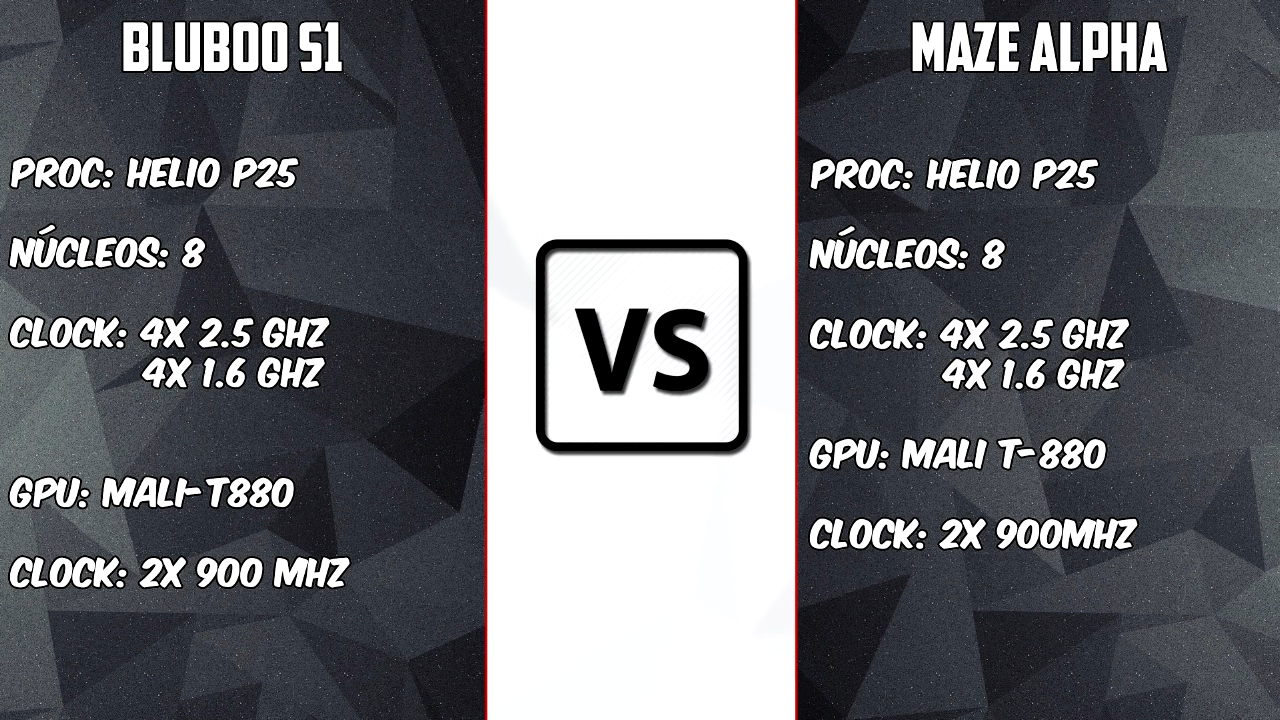 BLUBOO S1
PROC: HELIO P25
NÚCLEOS: 8
CLOCK: 4X 2.5 GHZ
4X 1.6 GHZ
GPU: MALI-T880
CLOCK: 2X 900 MHZ
VS
MAZE ALPHA
PROC: HELIO P25
NÚCLEOS: 8
CLOCK: 4X 2.5 GHZ
4X 1.6 GHZ
GPU: MALI T-880
CLOCK: 2X 900MHZ